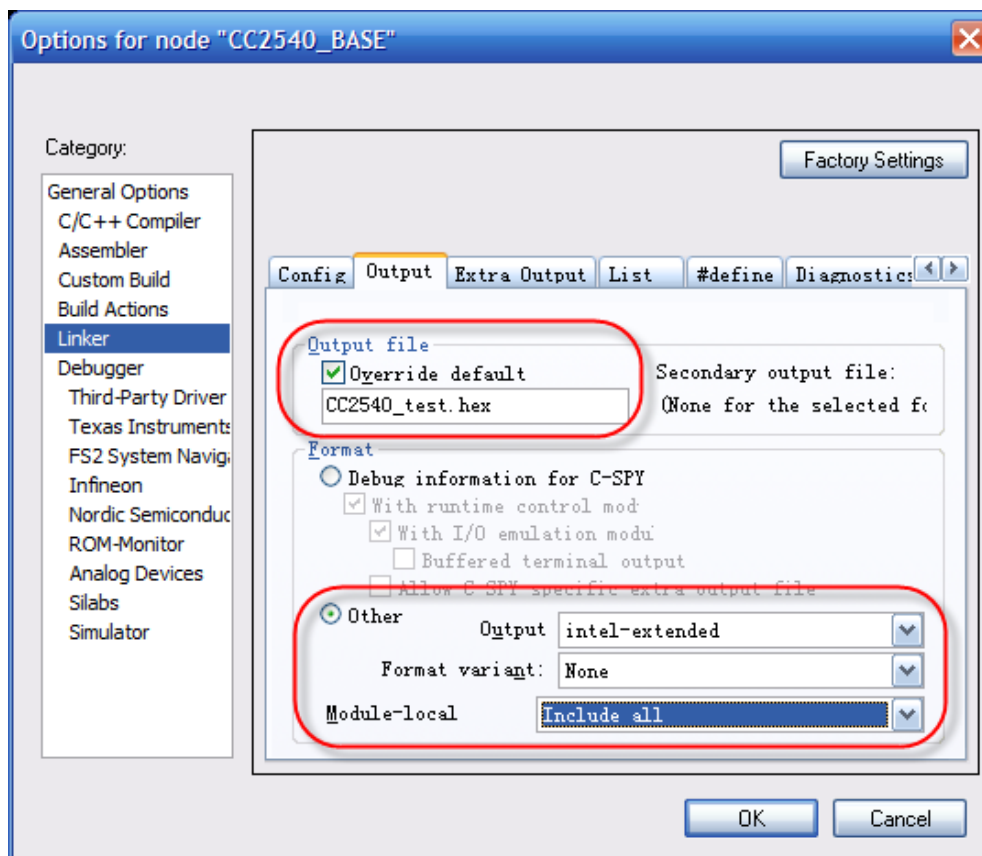 Options for node "CC2540_BASE"
Category:
Factory Settings
General Options
C/C++ Compiler
Assembler
Custom Build
Build Actions
Linker
Debugger
Third-Party Driver
Texas Instruments
FS2 System Navig
Infineon
Nordic Semiconduc
ROM-Monitor
Analog Devices
Silabs
Simulator
Config Output Extra Output List #define Diagnostics
Output file
Override default
CC2540_test.hex
Secondary output file:
(None for the selected fo
Format
Debug information for C-SPY
With runtime control mod
With I/O emulation modu
Buffered terminal output
Allow C-SPY specific extra output file
Other
Output intel-extended
Format variant: None
Module-local Include all
OK Cancel